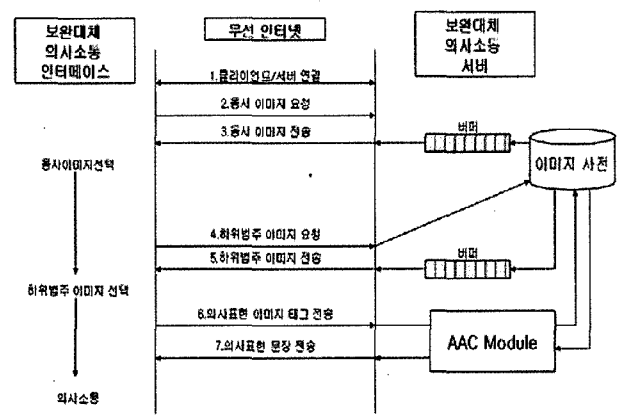 보완대체
의사소통
인터페이스
무선 인터넷
보완대체
의사소통
서버
1.클라이언트/서버 연결
2.용사 이미지 요청
3.용사 이미지 전송
버퍼
이미지 사전
용사이미지선택
4.하위범주 이미지 요청
5.하위범주 이미지 전송
버퍼
하위범주 이미지 선택
6.의사표현 이미지 태그 전송
7.의사표현 문장 전송
AAC Module
의사소통